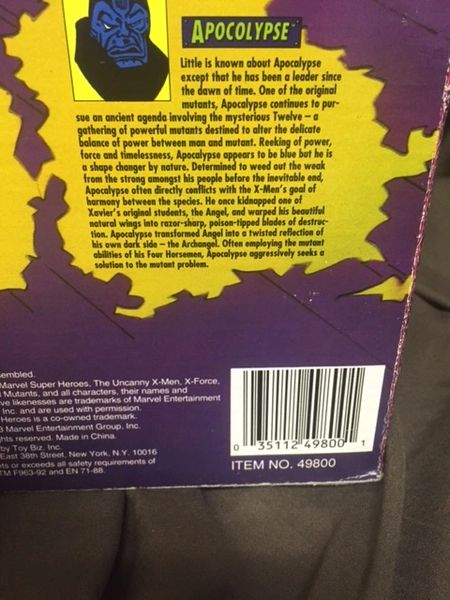 APOCOLYPSE
Little is known about Apocalypse
except that he has been a leader since
the dawn of time. One of the original
mutants, Apocalypse continues to pur-
sue an ancient agenda involving the mysterious Twelve – a
gathering of powerful mutants destined to alter the delicate
balance of power between man and mutant. Reeking of power,
force and timelessness, Apocalypse appears to be blue but he is
a shape changer by nature. Determined to weed out the weak
from the strong amongst his people before the inevitable end,
Apocalypse often directly conflicts with the X-Men's goal of
harmony between the species. He once kidnapped one of
Xavier's original students, the Angel, and warped his beautiful
natural wings into razor-sharp, poison-tipped blades of destruc-
tion. Apocalypse transformed Angel into a twisted reflection of
his own dark side – the Archangel. Often employing the mutant
abilities of his Four Horsemen, Apocalypse aggressively seeks a
solution to the mutant problem.
sembled.
Marvel Super Heroes, The Uncanny X-Men, X-Force,
Mutants, and all characters, their names and
ve likenesses are trademarks of Marvel Entertainment
Inc. and are used with permission.
Heroes is a co-owned trademark.
3 Marvel Entertainment Group, Inc.
hts reserved. Made in China.
by Toy Biz, Inc.
East 38th Street, New York, N.Y. 10016
ts or exceeds all safety requirements of
TM F963-92 and EN 71-88.
0 35112 49800 1
ITEM NO. 49800